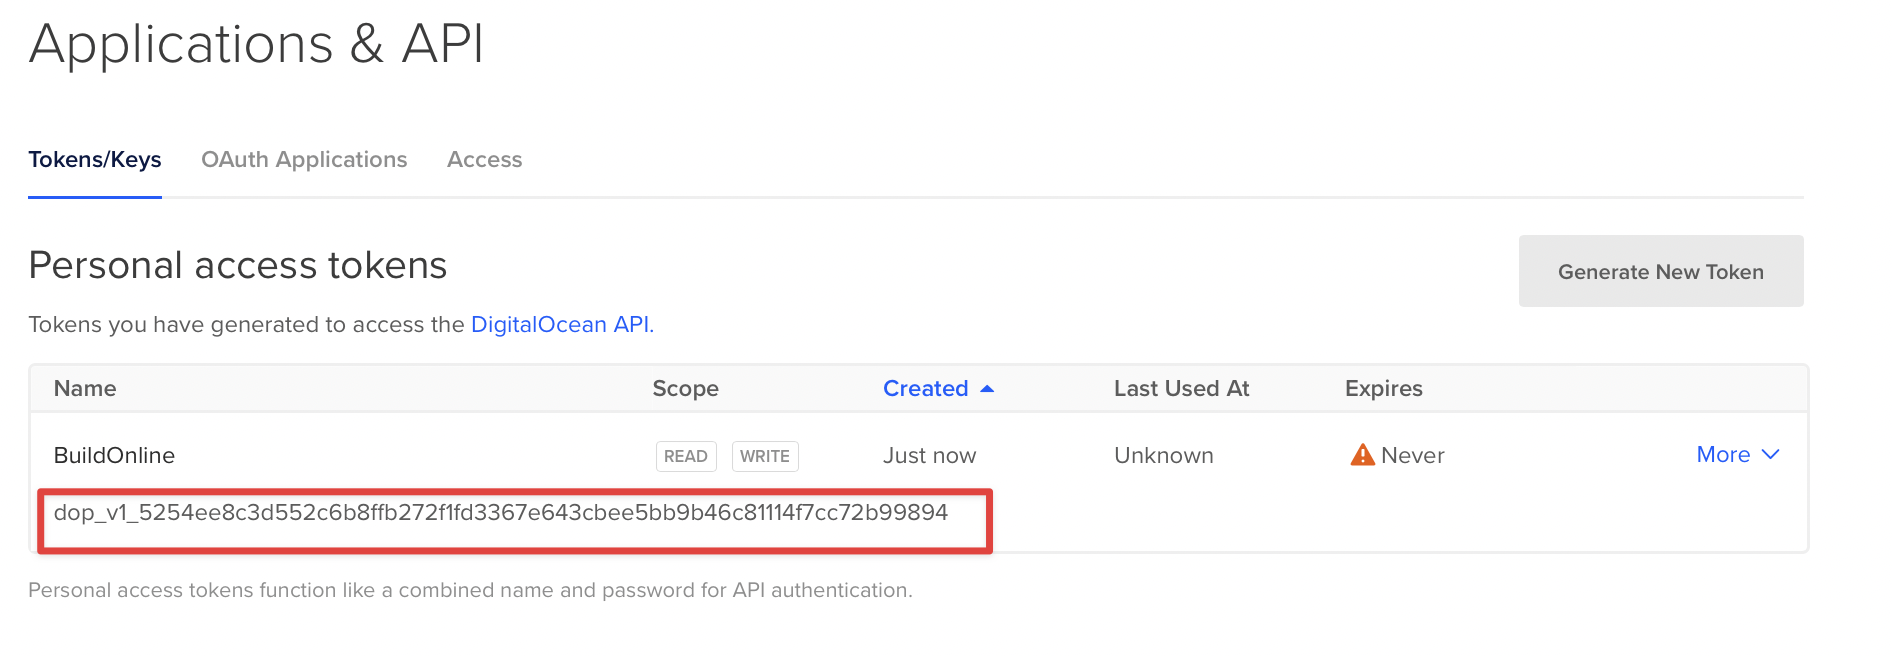 Applications & API
Tokens/Keys OAuth Applications Access
Personal access tokens
Generate New Token
Tokens you have generated to access the DigitalOcean API.
Name Scope Created Last Used At Expires
BuildOnline READ WRITE Just now Unknown Never More
dop_v1_5254ee8c3d552c6b8ffb272f1fd3367e643cbee5bb9b46c81114f7cc72b99894
Personal access tokens function like a combined name and password for API authentication.